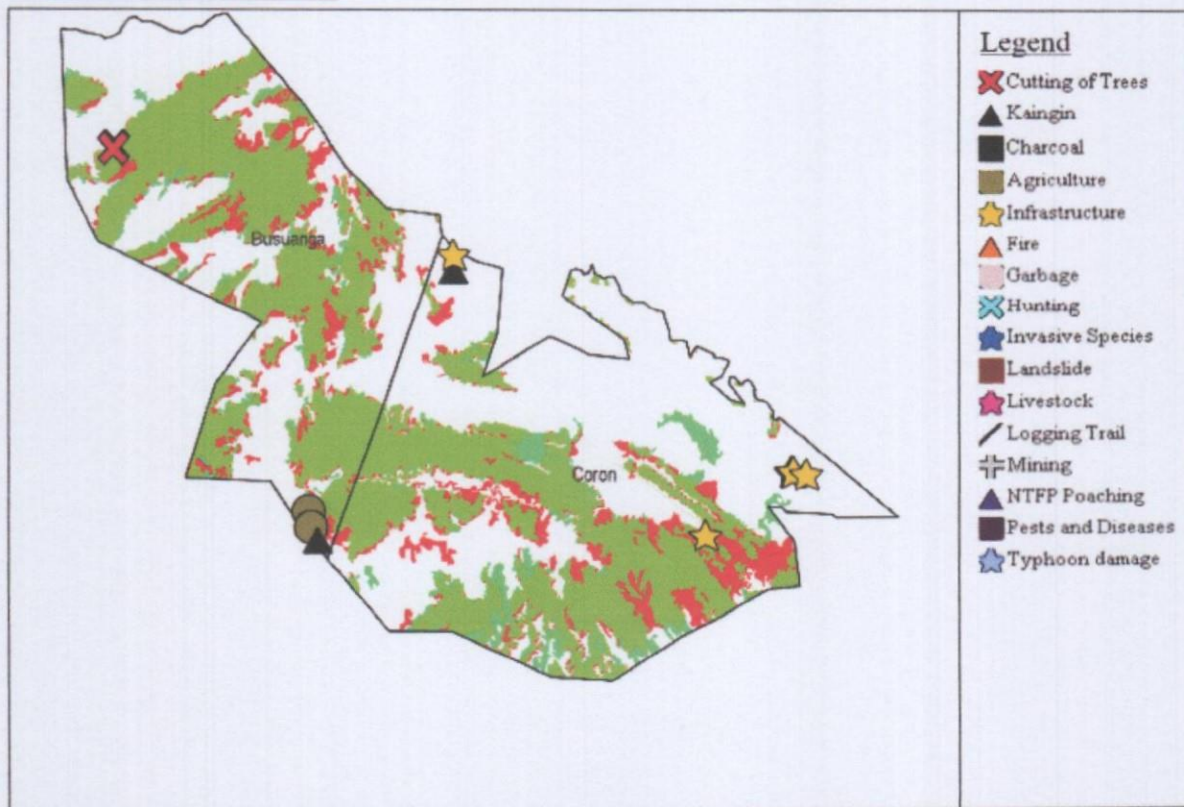 Legend
Cutting of Trees
Kaingin
Charcoal
Agriculture
Infrastructure
Fire
Garbage
Hunting
Invasive Species
Landslide
Livestock
Logging Trail
Mining
NTFP Poaching
Pests and Diseases
Typhoon damage
Busuanga
Coron